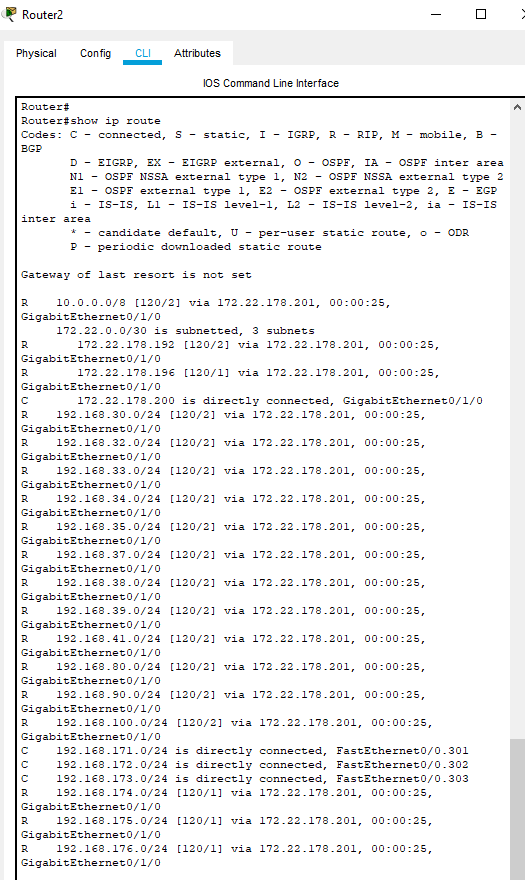 Router2
Physical Config CLI Attributes
IOS Command Line Interface
Router#
Router#show ip route
Codes: C - connected, S - static, I - IGRP, R - RIP, M - mobile, B -
BGP
D - EIGRP, EX - EIGRP external, O - OSPF, IA - OSPF inter area
N1 - OSPF NSSA external type 1, N2 - OSPF NSSA external type 2
E1 - OSPF external type 1, E2 - OSPF external type 2, E - EGP
i - IS-IS, L1 - IS-IS level-1, L2 - IS-IS level-2, ia - IS-IS
inter area
* - candidate default, U - per-user static route, o - ODR
P - periodic downloaded static route
Gateway of last resort is not set
R 10.0.0.0/8 [120/2] via 172.22.178.201, 00:00:25,
GigabitEthernet0/1/0
172.22.0.0/30 is subnetted, 3 subnets
R 172.22.178.192 [120/2] via 172.22.178.201, 00:00:25,
GigabitEthernet0/1/0
R 172.22.178.196 [120/1] via 172.22.178.201, 00:00:25,
GigabitEthernet0/1/0
C 172.22.178.200 is directly connected, GigabitEthernet0/1/0
R 192.168.30.0/24 [120/2] via 172.22.178.201, 00:00:25,
GigabitEthernet0/1/0
R 192.168.32.0/24 [120/2] via 172.22.178.201, 00:00:25,
GigabitEthernet0/1/0
R 192.168.33.0/24 [120/2] via 172.22.178.201, 00:00:25,
GigabitEthernet0/1/0
R 192.168.34.0/24 [120/2] via 172.22.178.201, 00:00:25,
GigabitEthernet0/1/0
R 192.168.35.0/24 [120/2] via 172.22.178.201, 00:00:25,
GigabitEthernet0/1/0
R 192.168.37.0/24 [120/2] via 172.22.178.201, 00:00:25,
GigabitEthernet0/1/0
R 192.168.38.0/24 [120/2] via 172.22.178.201, 00:00:25,
GigabitEthernet0/1/0
R 192.168.39.0/24 [120/2] via 172.22.178.201, 00:00:25,
GigabitEthernet0/1/0
R 192.168.41.0/24 [120/2] via 172.22.178.201, 00:00:25,
GigabitEthernet0/1/0
R 192.168.80.0/24 [120/2] via 172.22.178.201, 00:00:25,
GigabitEthernet0/1/0
R 192.168.90.0/24 [120/2] via 172.22.178.201, 00:00:25,
GigabitEthernet0/1/0
R 192.168.100.0/24 [120/2] via 172.22.178.201, 00:00:25,
GigabitEthernet0/1/0
C 192.168.171.0/24 is directly connected, FastEthernet0/0.301
C 192.168.172.0/24 is directly connected, FastEthernet0/0.302
C 192.168.173.0/24 is directly connected, FastEthernet0/0.303
R 192.168.174.0/24 [120/1] via 172.22.178.201, 00:00:25,
GigabitEthernet0/1/0
R 192.168.175.0/24 [120/1] via 172.22.178.201, 00:00:25,
GigabitEthernet0/1/0
R 192.168.176.0/24 [120/1] via 172.22.178.201, 00:00:25,
GigabitEthernet0/1/0